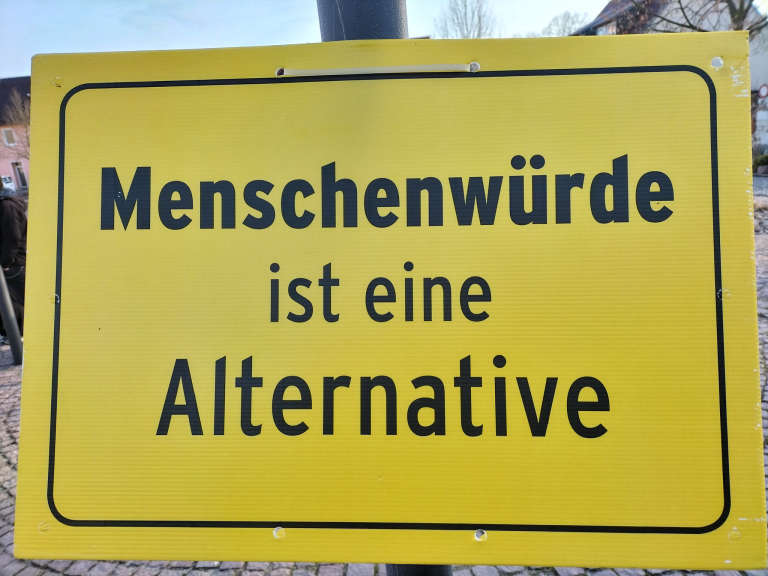 Menschenwürde
ist eine
Alternative